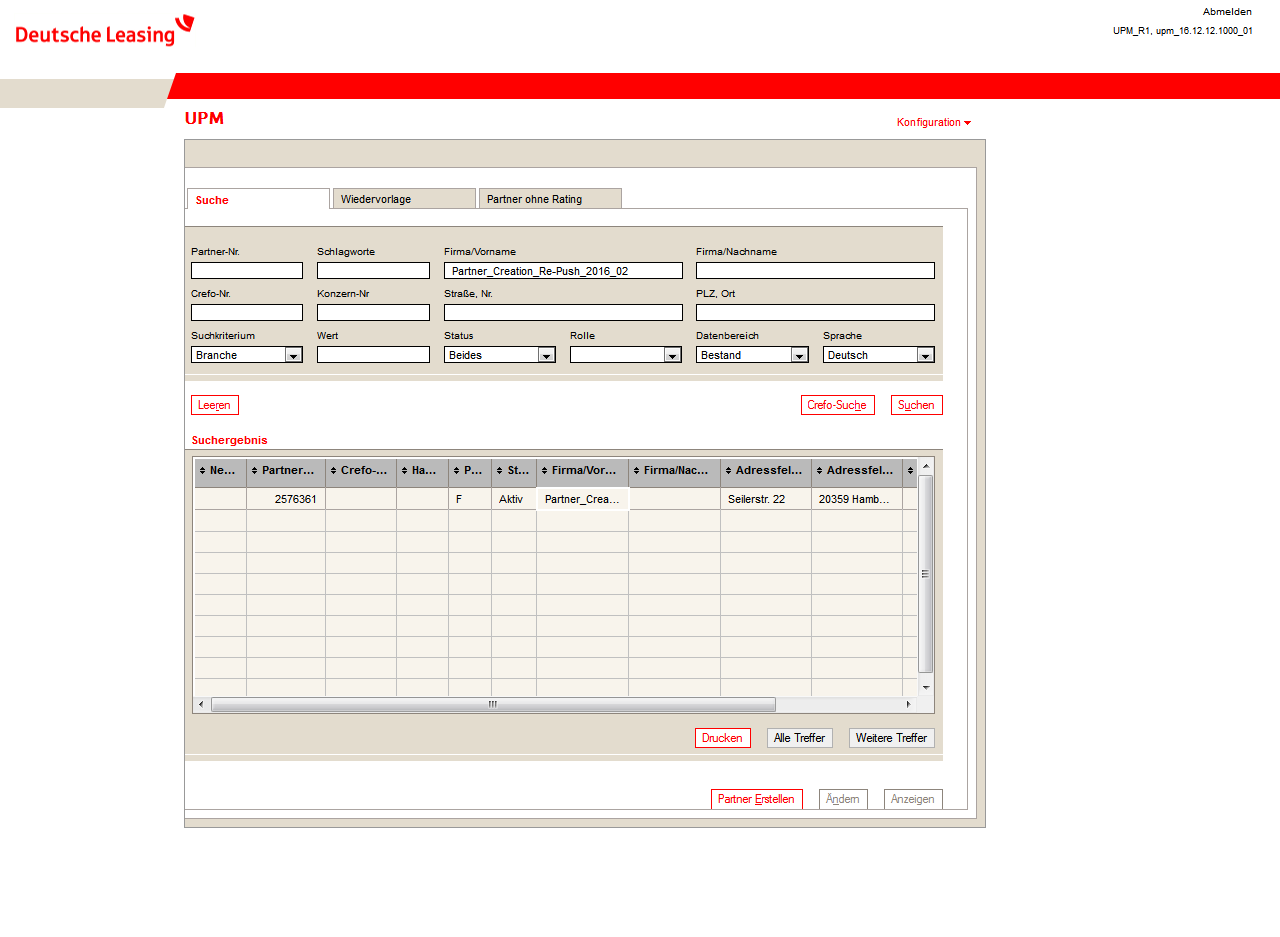 Deutsche Leasing
Abmelden
UPM_R1, upm_16.12.12.1000_01
UPM
Konfiguration
Suche Wiedervorlage Partner ohne Rating
Partner-Nr. Schlagworte Firma/Vorname Firma/Nachname
Partner_Creation_Re-Push_2016_02
Crefo-Nr. Konzern-Nr Straße, Nr. PLZ, Ort
Suchkriterium Wert Status Rolle Datenbereich Sprache
Branche Beides Bestand Deutsch
Leeren Crefo-Suche Suchen
Suchergebnis
Ne... Partner... Crefo-... Ha... P... St... Firma/Vor... Firma/Nac... Adressfel... Adressfel...
2576361 F Aktiv Partner_Crea... Seilerstr. 22 20359 Hamb...
Drucken Alle Treffer Weitere Treffer
Partner Erstellen Ändern Anzeigen